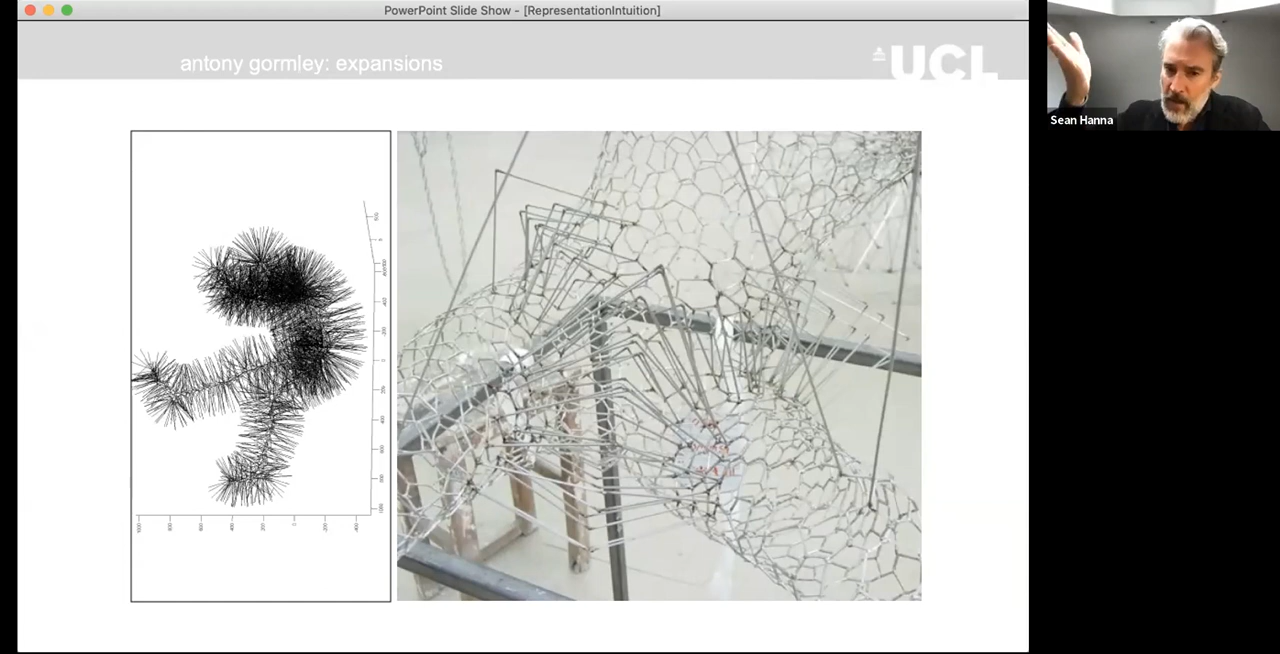 PowerPoint Slide Show - [RepresentationIntuition]
antony gormley: expansions
UCL
Sean Hanna